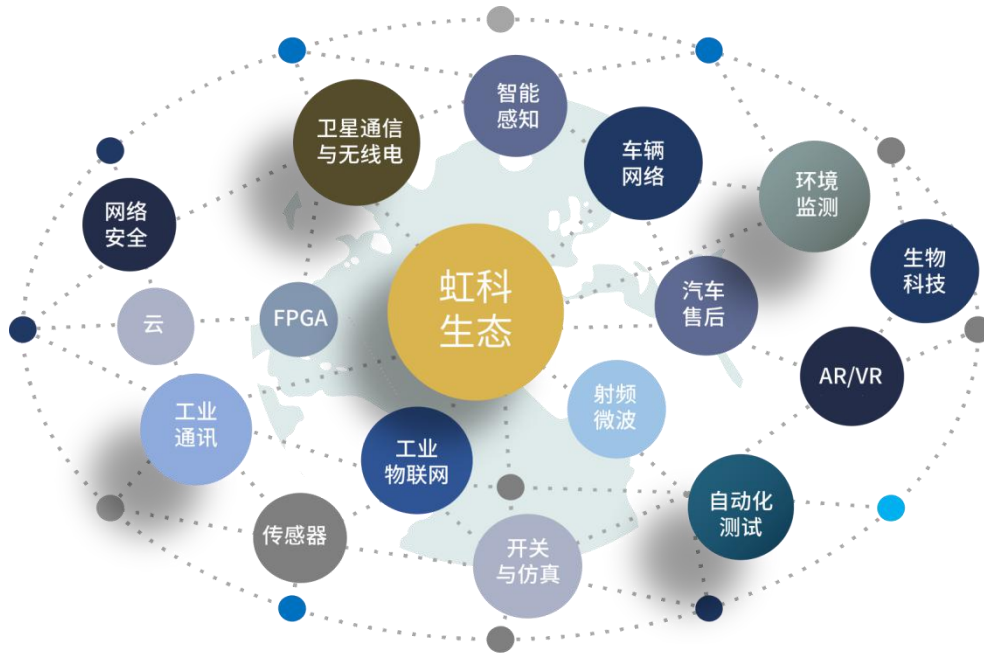 智能
感知
卫星通信
与无线电
车辆
网络
环境
监测
网络
安全
生物
科技
虹科
生态
汽车
售后
云
FPGA
AR/VR
射频
微波
工业
通讯
工业
物联网
自动化
测试
传感器
开关
与仿真